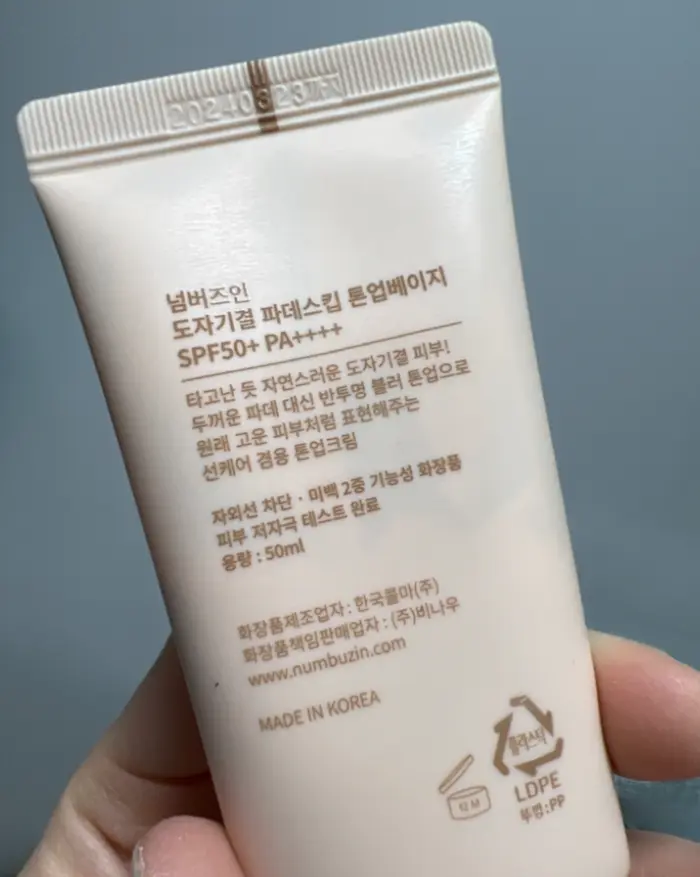 20240323까지
넘버즈인
도자기결 파데스킵 톤업베이지
SPF50+ PA++++
타고난 듯 자연스러운 도자기결 피부!
두꺼운 파데 대신 반투명 블러 톤업으로
원래 고운 피부처럼 표현해주는
선케어 겸용 톤업크림
자외선 차단 · 미백 2중 기능성 화장품
피부 저자극 테스트 완료
용량 : 50ml
화장품제조업자 : 한국콜마(주)
화장품책임판매업자 : (주)비나우
www.numbuzin.com
MADE IN KOREA
플라스틱
LDPE
뚜껑:PP